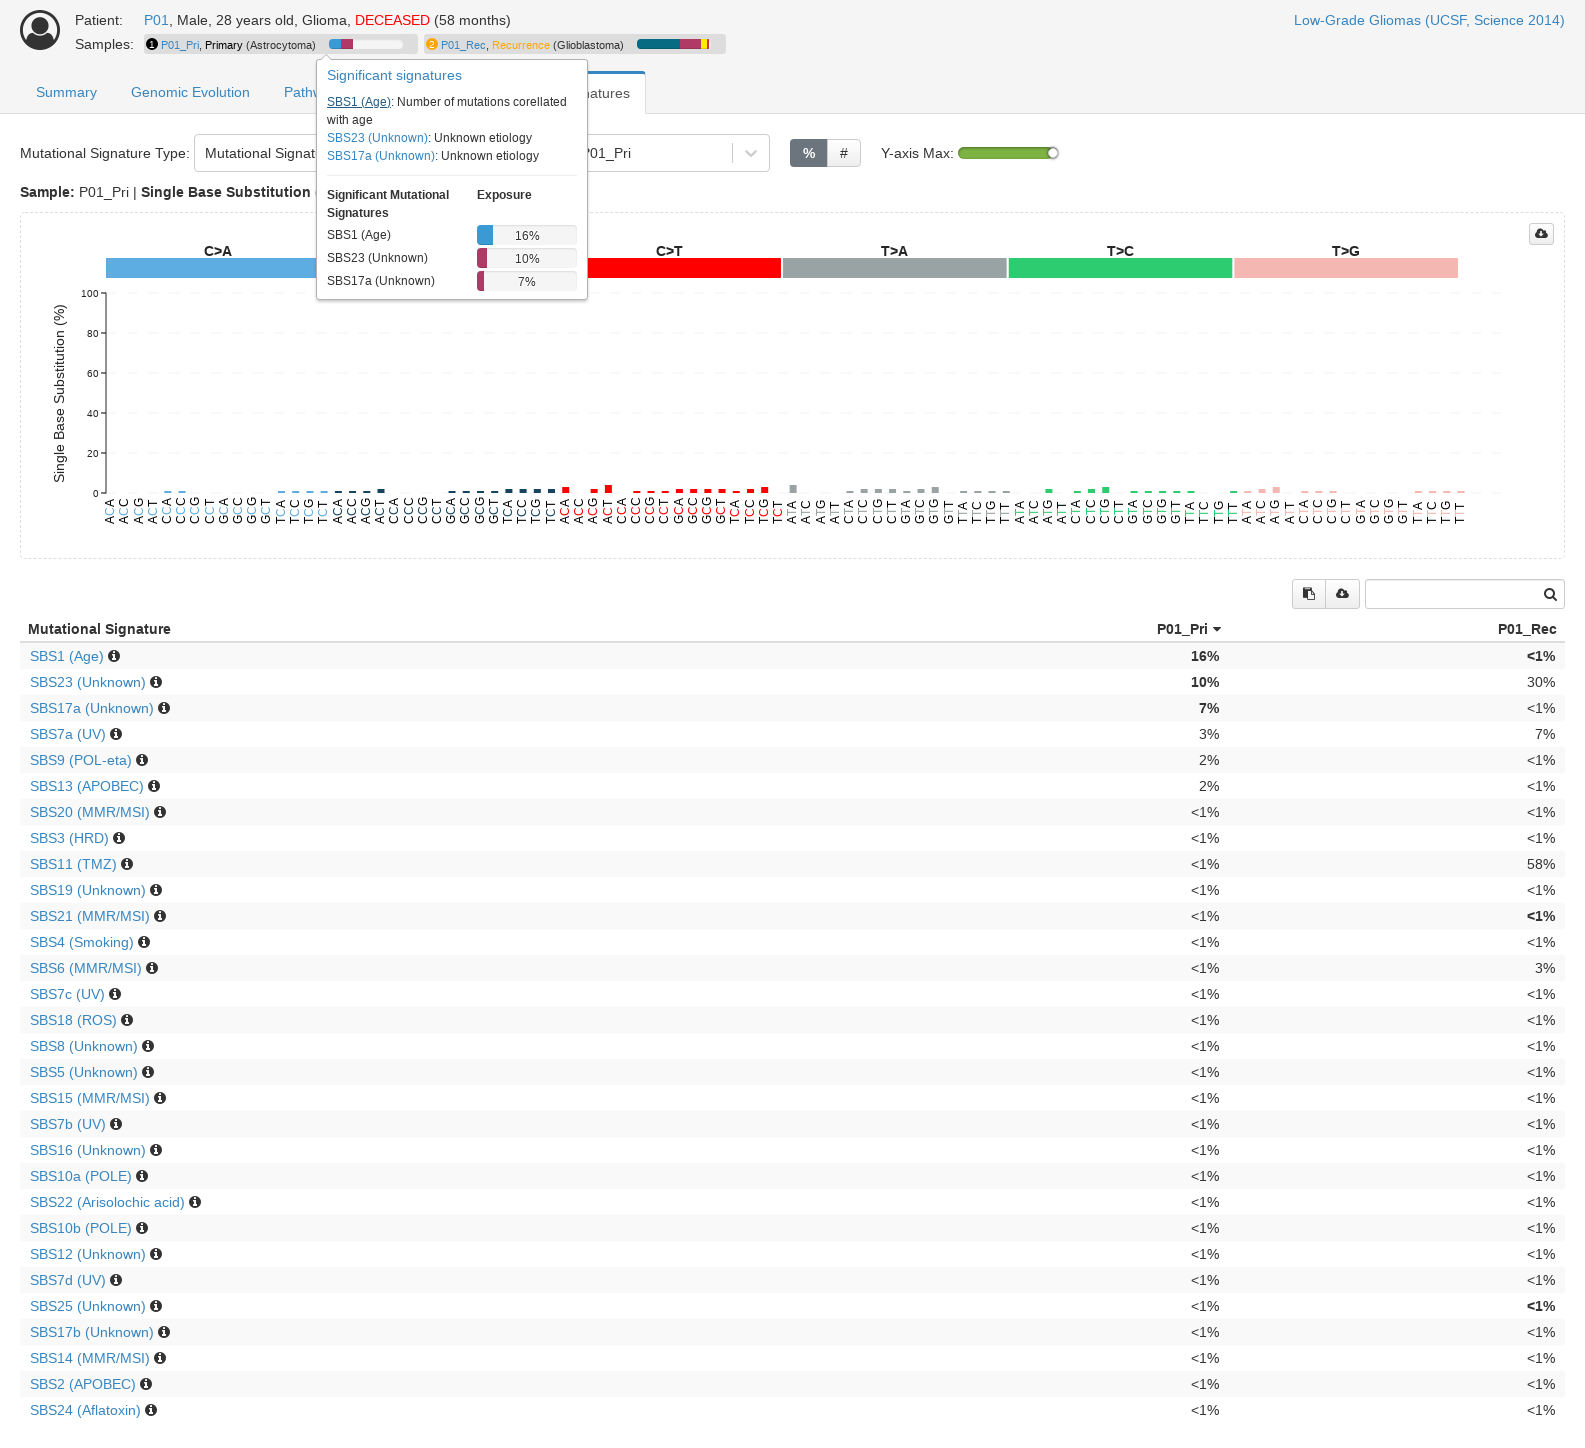 Patient: P01, Male, 28 years old, Glioma, DECEASED (58 months)
Low-Grade Gliomas (UCSF, Science 2014)
Samples: 1 P01_Pri, Primary (Astrocytoma) 2 P01_Rec, Recurrence (Glioblastoma)
Significant signatures
SBS1 (Age): Number of mutations corellated
with age
SBS23 (Unknown): Unknown etiology
SBS17a (Unknown): Unknown etiology
Significant Mutational Signatures Exposure
SBS1 (Age) 16%
SBS23 (Unknown) 10%
SBS17a (Unknown) 7%
Summary Genomic Evolution Pathw natures
Mutational Signature Type: Mutational Signatu P01_Pri % # Y-axis Max:
Sample: P01_Pri | Single Base Substitution
C>A C>T T>A T>C T>G
Single Base Substitution (%)
100
80
60
40
20
0
ACA ACC ACG ACT CCA CCC CCG CCT GCA GCC GCG GCT TCA TCC TCG TCT ACA ACC ACG ACT CCA CCC CCG CCT GCA GCC GCG GCT TCA TCC TCG TCT ACA ACC ACG ACT CCA CCC CCG CCT GCA GCC GCG GCT TCA TCC TCG TCT ATA ATC ATG ATT CTA CTC CTG CTT GTA GTC GTG GTT TTA TTC TTG TTT ATA ATC ATG ATT CTA CTC CTG CTT GTA GTC GTG GTT TTA TTC TTG TTT ATA ATC ATG ATT CTA CTC CTG CTT GTA GTC GTG GTT TTA TTC TTG TTT
Mutational Signature P01_Pri P01_Rec
SBS1 (Age) 16% <1%
SBS23 (Unknown) 10% 30%
SBS17a (Unknown) 7% <1%
SBS7a (UV) 3% 7%
SBS9 (POL-eta) 2% <1%
SBS13 (APOBEC) 2% <1%
SBS20 (MMR/MSI) <1% <1%
SBS3 (HRD) <1% <1%
SBS11 (TMZ) <1% 58%
SBS19 (Unknown) <1% <1%
SBS21 (MMR/MSI) <1% <1%
SBS4 (Smoking) <1% <1%
SBS6 (MMR/MSI) <1% 3%
SBS7c (UV) <1% <1%
SBS18 (ROS) <1% <1%
SBS8 (Unknown) <1% <1%
SBS5 (Unknown) <1% <1%
SBS15 (MMR/MSI) <1% <1%
SBS7b (UV) <1% <1%
SBS16 (Unknown) <1% <1%
SBS10a (POLE) <1% <1%
SBS22 (Arisolochic acid) <1% <1%
SBS10b (POLE) <1% <1%
SBS12 (Unknown) <1% <1%
SBS7d (UV) <1% <1%
SBS25 (Unknown) <1% <1%
SBS17b (Unknown) <1% <1%
SBS14 (MMR/MSI) <1% <1%
SBS2 (APOBEC) <1% <1%
SBS24 (Aflatoxin) <1% <1%